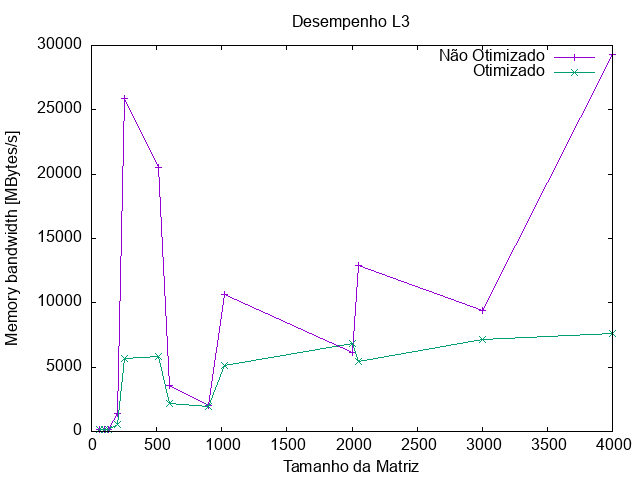 Desempenho L3
30000
25000
20000
15000
10000
5000
0
Memory bandwidth [MBytes/s]
Não Otimizado
Otimizado
0 500 1000 1500 2000 2500 3000 3500 4000
Tamanho da Matriz